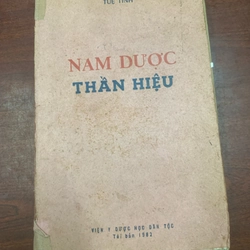 TUỆ TĨNH
NAM DƯỢC
THẦN HIỆU
VIỆN Y DƯỢC HỌC DÂN TỘC
TÁI BẢN 1983